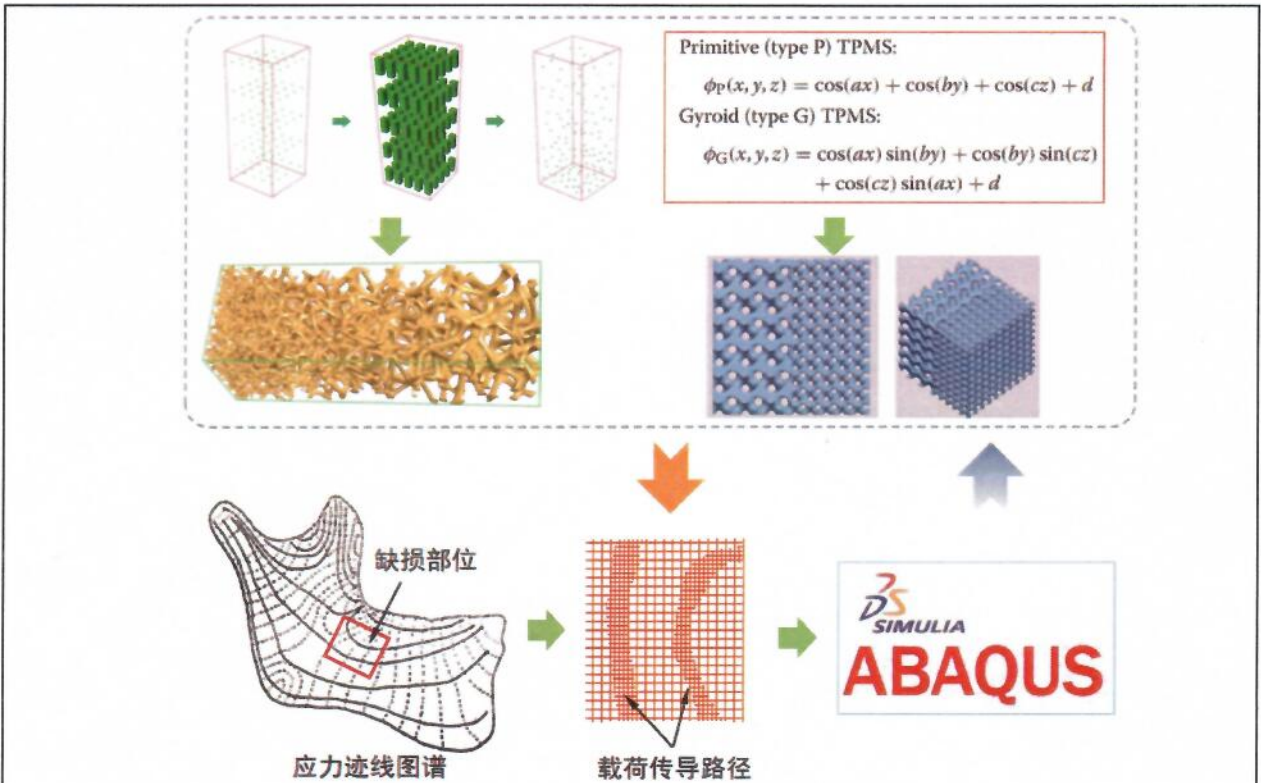 Primitive (type P) TPMS:
ϕP(x, y, z) = cos(ax) + cos(by) + cos(cz) + d
Gyroid (type G) TPMS:
ϕG(x, y, z) = cos(ax) sin(by) + cos(by) sin(cz)
+ cos(cz) sin(ax) + d
缺损部位
应力迹线图谱
载荷传导路径
DS
SIMULIA
ABAQUS